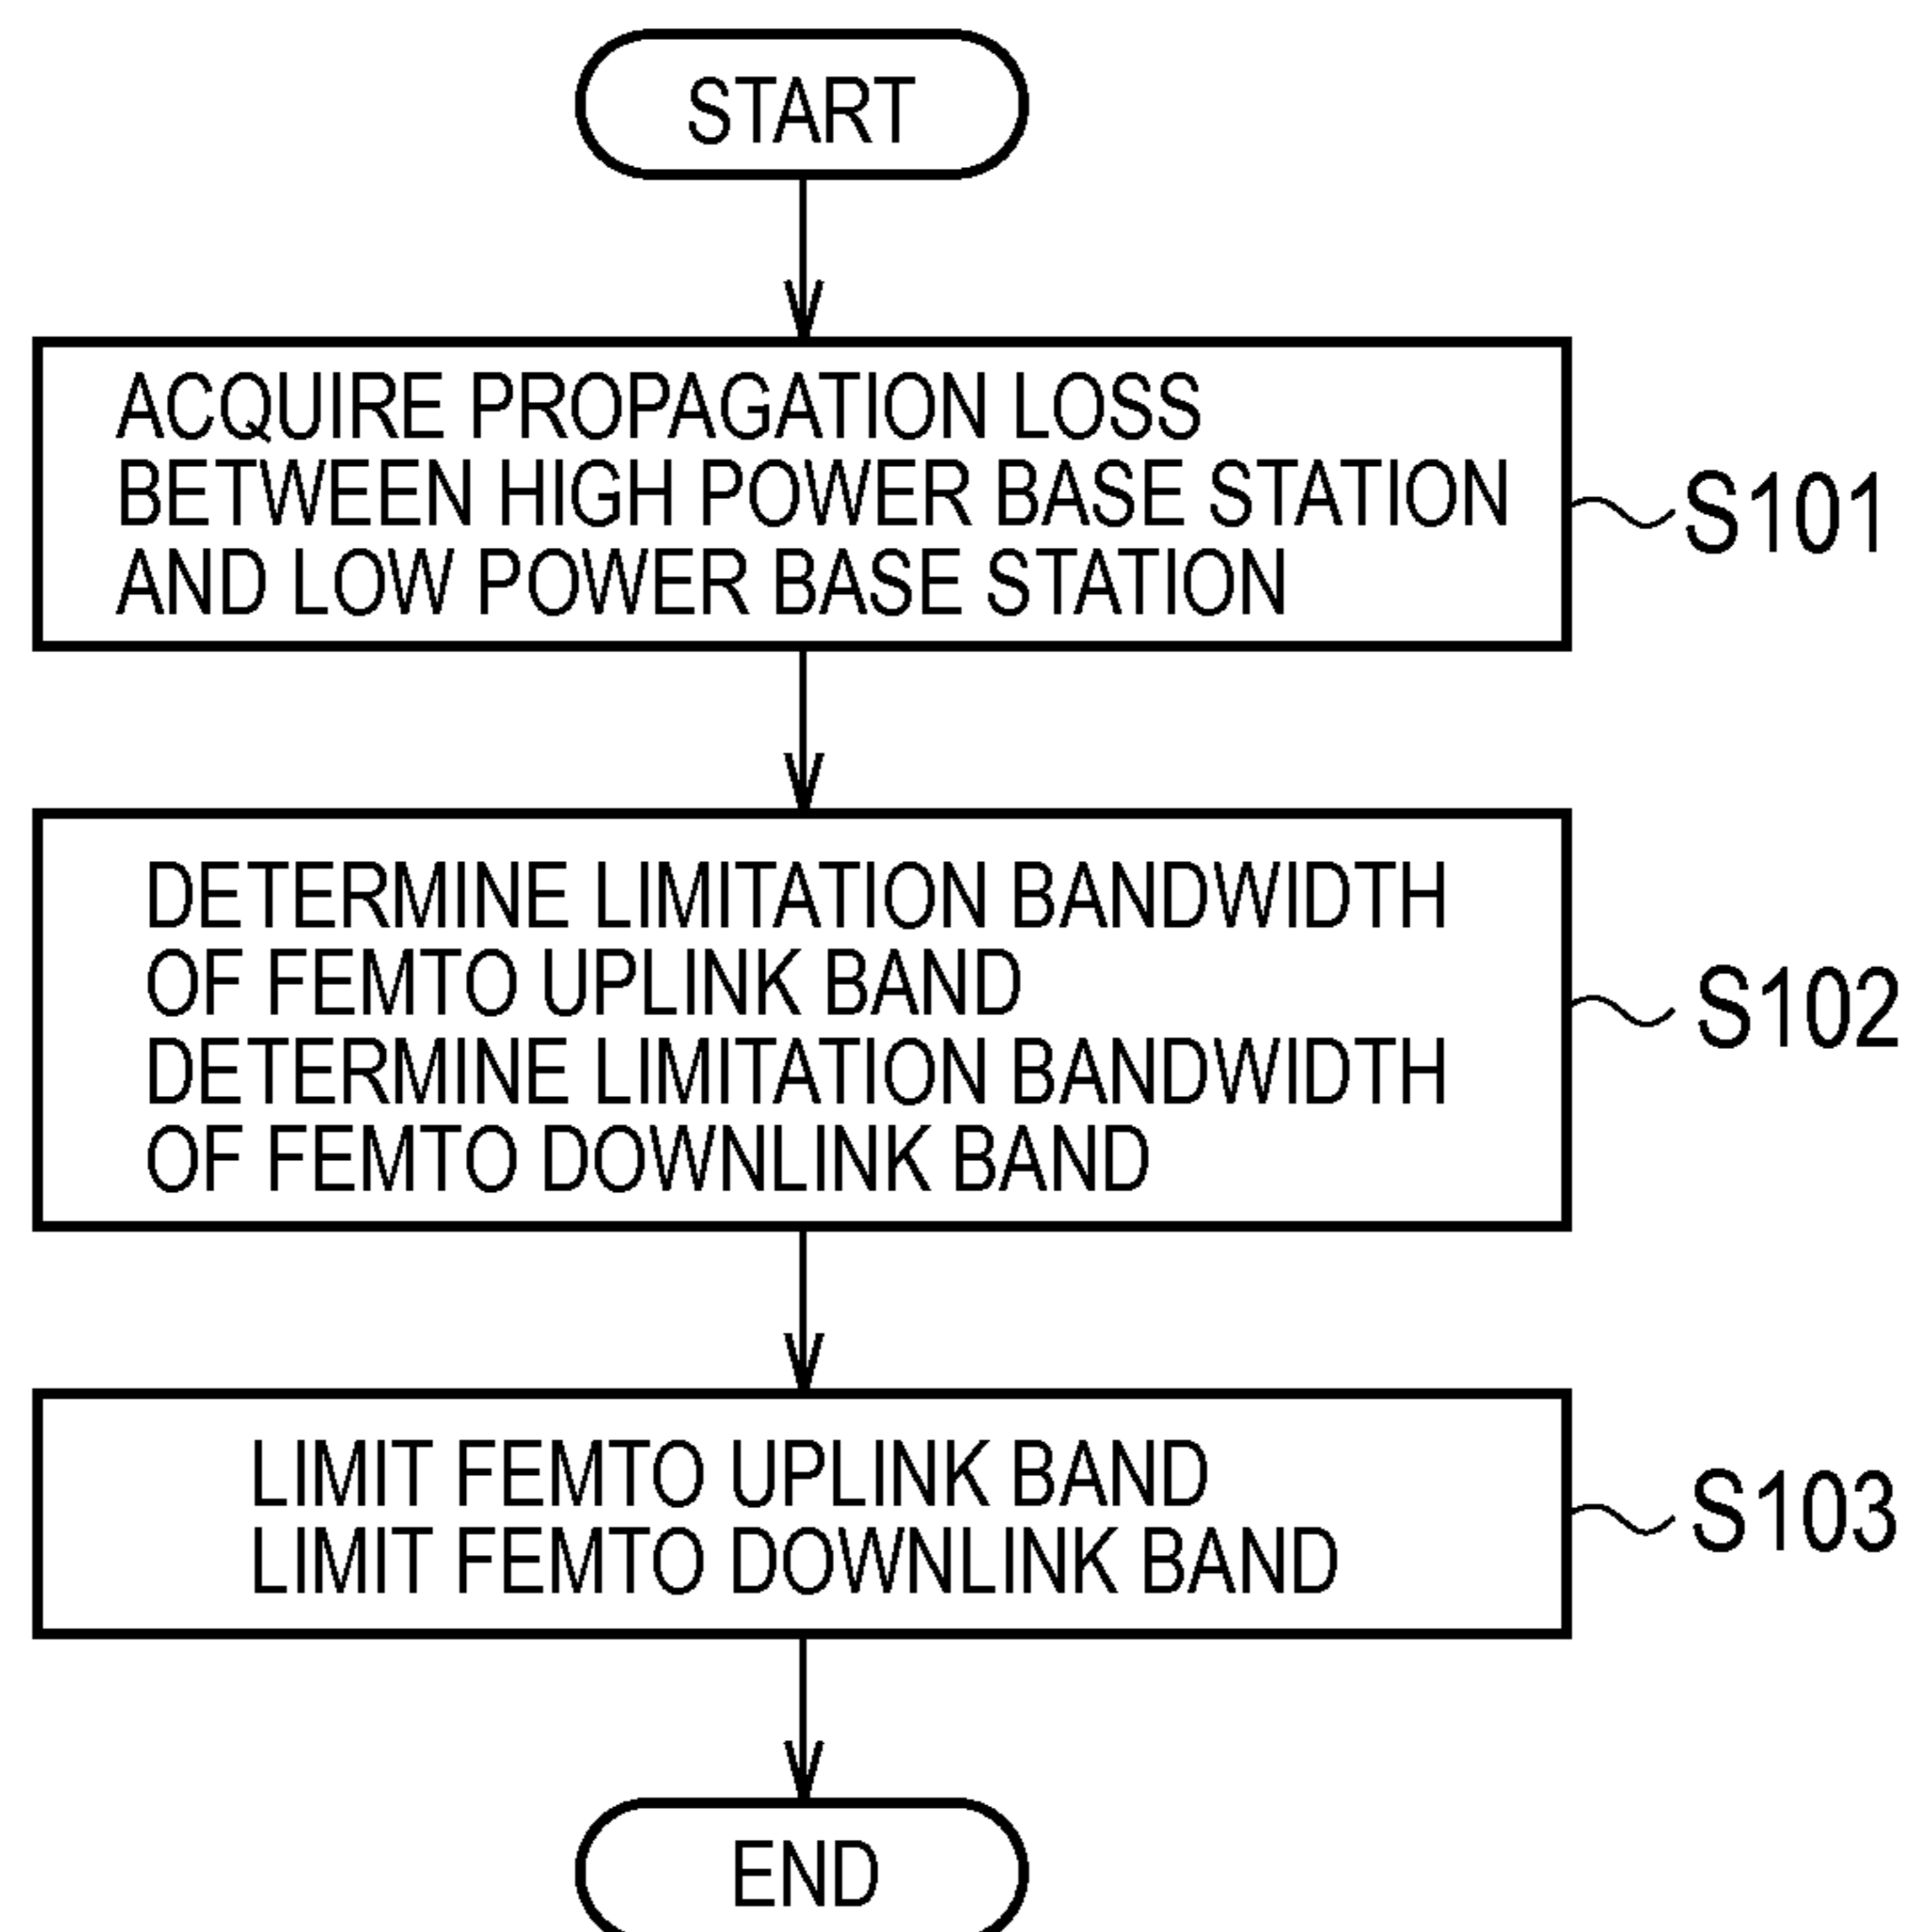 START
ACQUIRE PROPAGATION LOSS
BETWEEN HIGH POWER BASE STATION
AND LOW POWER BASE STATION
S101
DETERMINE LIMITATION BANDWIDTH
OF FEMTO UPLINK BAND
DETERMINE LIMITATION BANDWIDTH
OF FEMTO DOWNLINK BAND
S102
LIMIT FEMTO UPLINK BAND
LIMIT FEMTO DOWNLINK BAND
S103
END